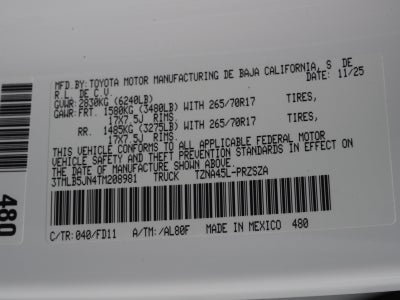 MFD.BY:TOYOTA MOTOR MANUFACTURING DE BAJA CALIFORNIA, S DE
R.L. DE C.V. DATE: 11/25
GVWR: 2830KG (6240LB)
GAWR:FRT. 1580KG (3480LB) WITH 265/70R17 TIRES,
17X7.5J RIMS.
RR. 1485KG (3275LB) WITH 265/70R17 TIRES,
17X7.5J RIMS.
THIS VEHICLE CONFORMS TO ALL APPLICABLE FEDERAL MOTOR
VEHICLE SAFETY AND THEFT PREVENTION STANDARDS IN EFFECT ON
THE DATE OF MANUFACTURE SHOWN ABOVE.
3TMLB5JN4TM208981 TRUCK TZNA45L-PRZSZA
C/TR: 040/FD11 A/TM: /AL80F MADE IN MEXICO 480
480